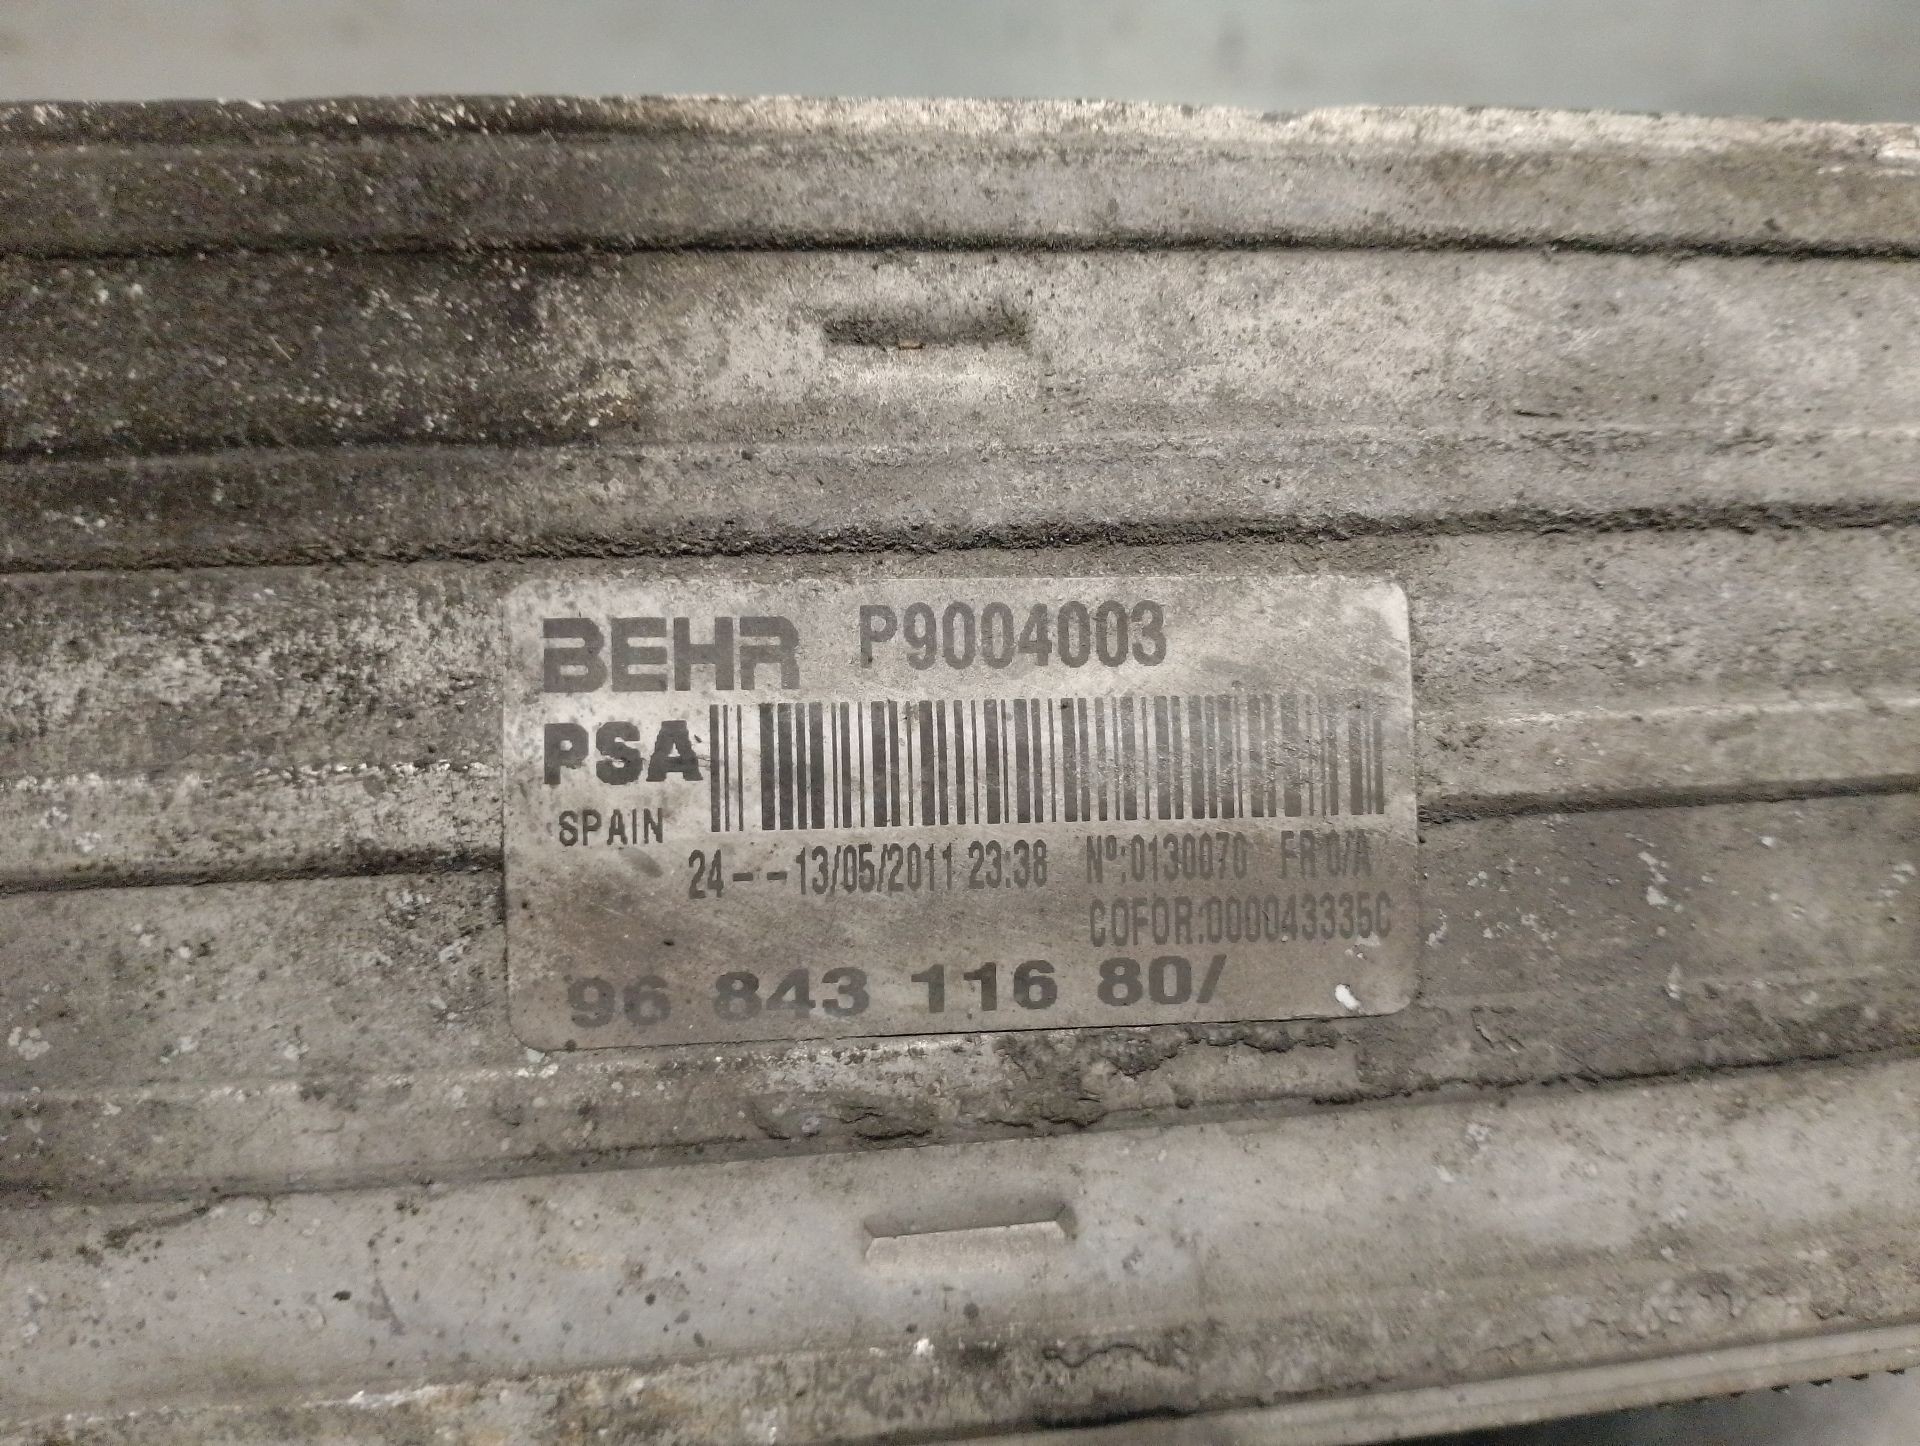 BEHR P9004003
PSA
SPAIN
24--13/05/2011 23:38 Nº:0130070 FR 0/A
COFOR:000043335C
96 843 116 80/